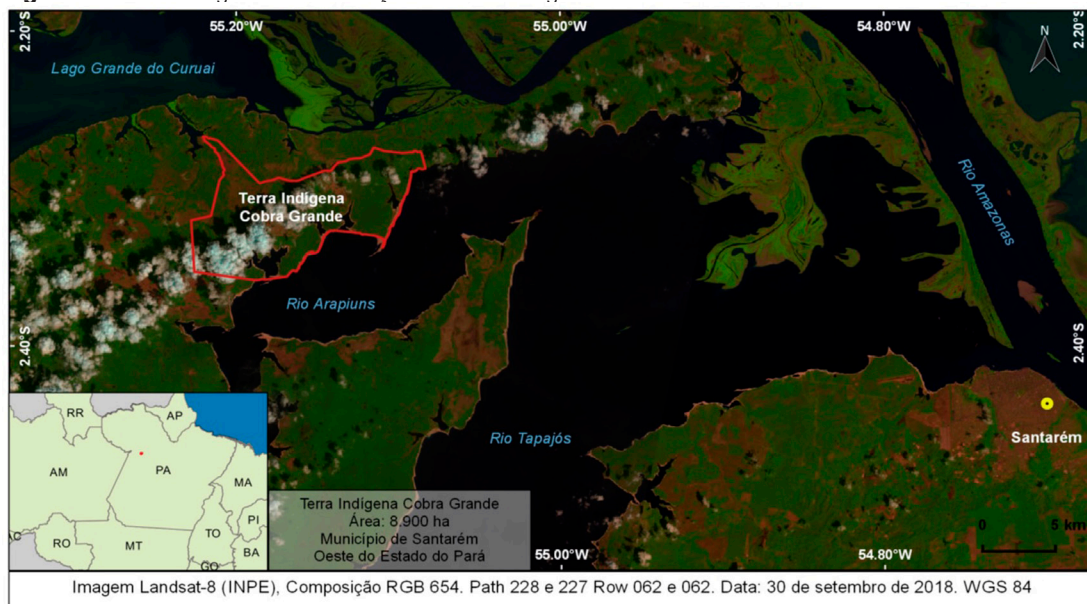 55.20°W
55.00°W
54.80°W
2.20°S
2.20°S
Lago Grande do Curuai
Terra Indígena
Cobra Grande
Rio Amazonas
Rio Arapiuns
2.40°S
2.40°S
Rio Tapajós
Santarém
RR
AP
AM
PA
MA
PI
TO
RO
MT
BA
GO
Terra Indígena Cobra Grande
Área: 8.900 ha
Município de Santarém
Oeste do Estado do Pará
0
5 km
55.00°W
54.80°W
Imagem Landsat-8 (INPE), Composição RGB 654. Path 228 e 227 Row 062 e 062. Data: 30 de setembro de 2018. WGS 84